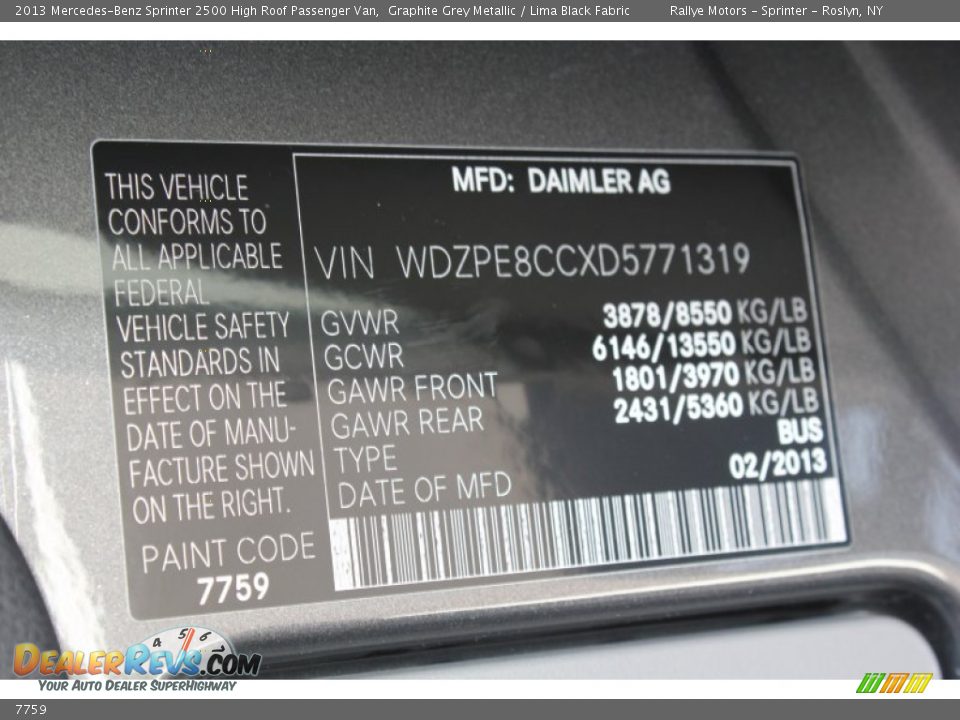 2013 Mercedes-Benz Sprinter 2500 High Roof Passenger Van, Graphite Grey Metallic / Lima Black Fabric Rallye Motors - Sprinter - Roslyn, NY
THIS VEHICLE
CONFORMS TO
ALL APPLICABLE
FEDERAL
VEHICLE SAFETY
STANDARDS IN
EFFECT ON THE
DATE OF MANU-
FACTURE SHOWN
ON THE RIGHT.
PAINT CODE
7759
MFD: DAIMLER AG
VIN WDZPE8CCXD5771319
GVWR 3878/8550 KG/LB
GCWR 6146/13550 KG/LB
GAWR FRONT 1801/3970 KG/LB
GAWR REAR 2431/5360 KG/LB
TYPE BUS
DATE OF MFD 02/2013
4 5 6 7
DEALERREVS.COM
YOUR AUTO DEALER SUPERHIGHWAY
7759